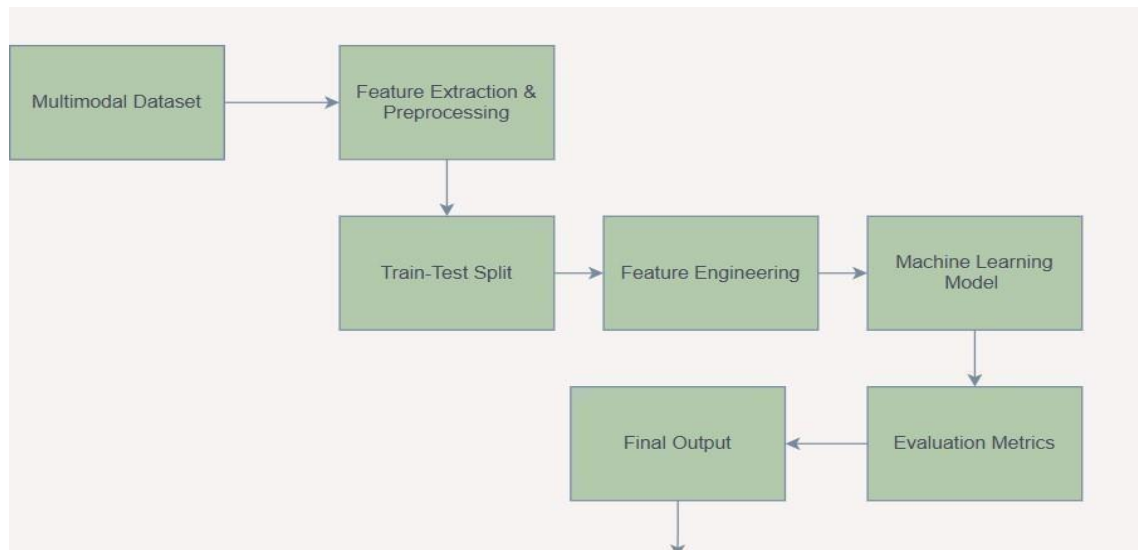 Multimodal Dataset
Feature Extraction &
Preprocessing
Train-Test Split
Feature Engineering
Machine Learning
Model
Final Output
Evaluation Metrics